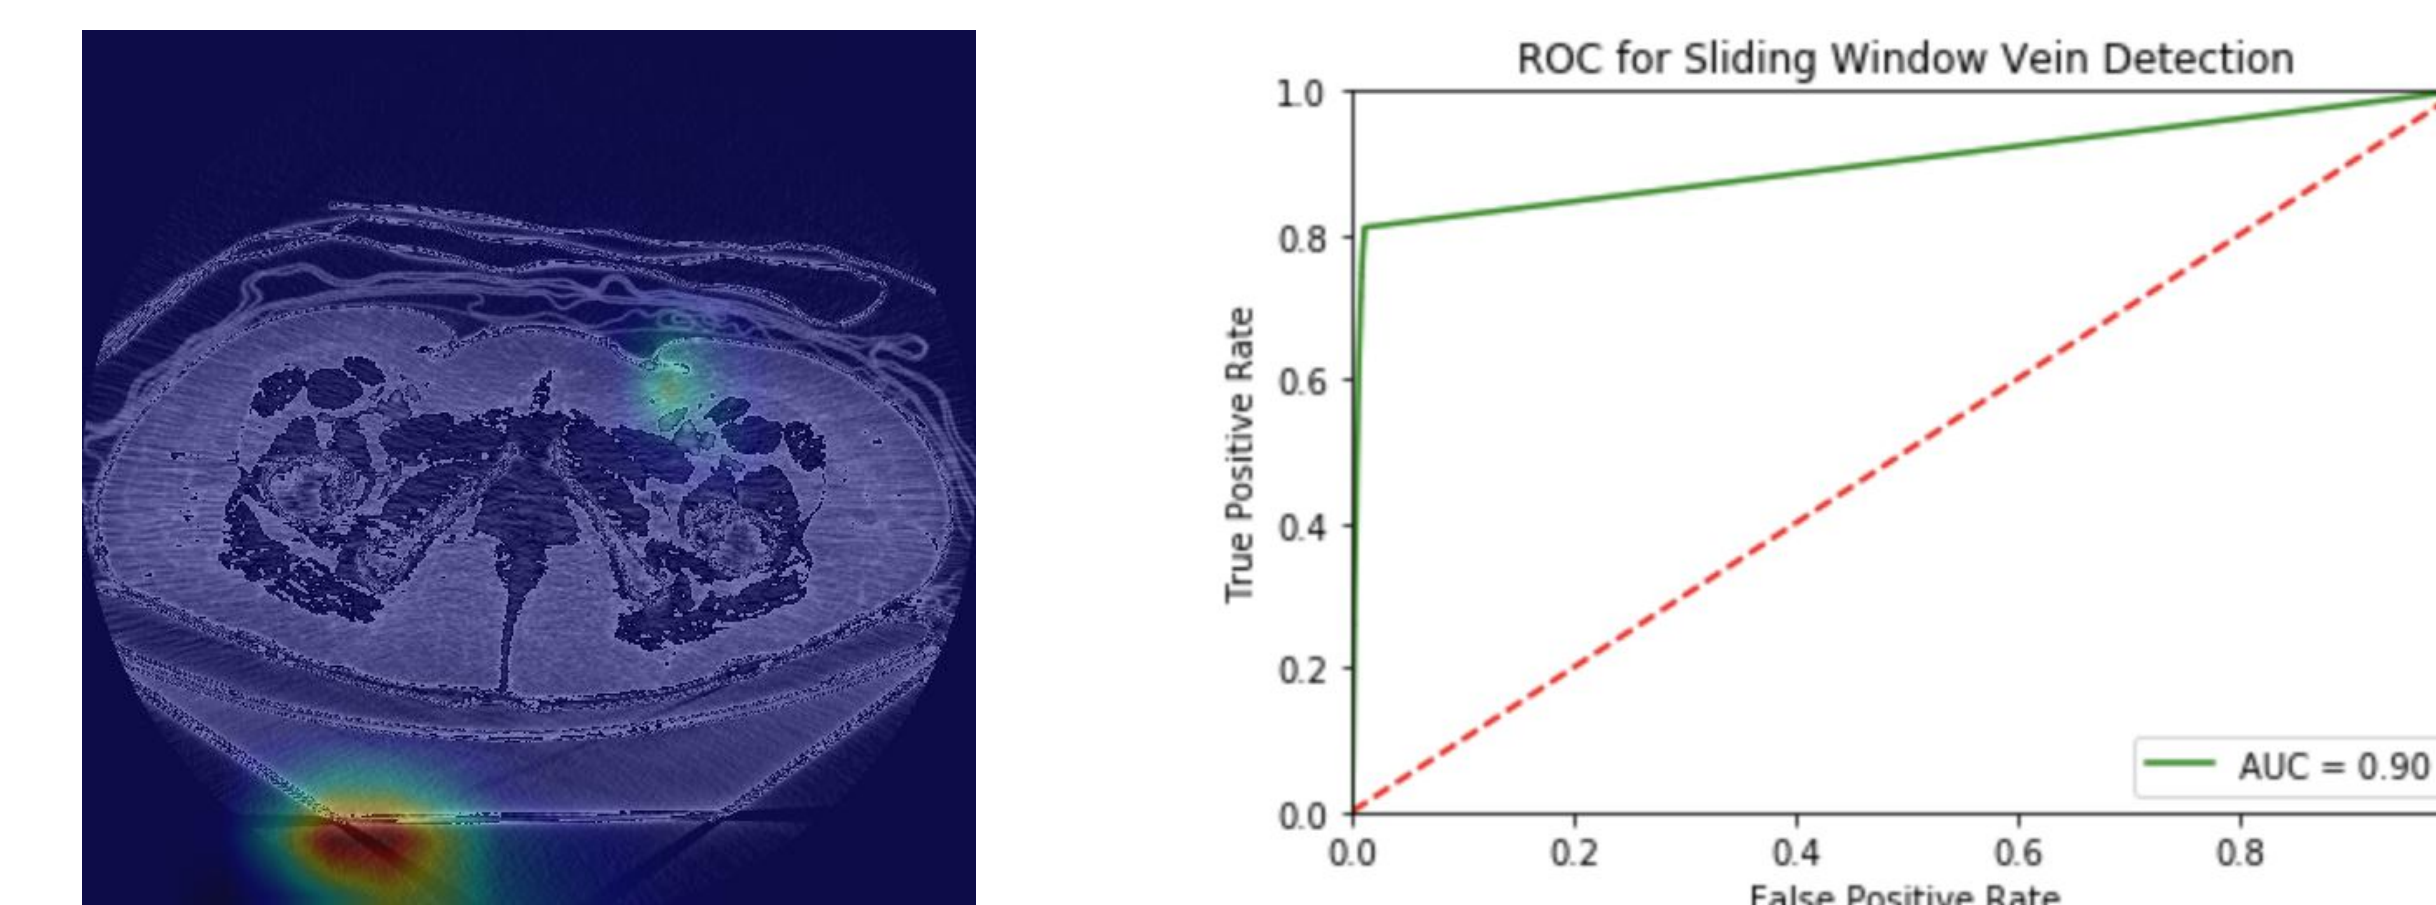 ROC for Sliding Window Vein Detection
1.0
0.8
0.6
0.4
0.2
0.0
True Positive Rate
0.0 0.2 0.4 0.6 0.8
False Positive Rate
AUC = 0.90